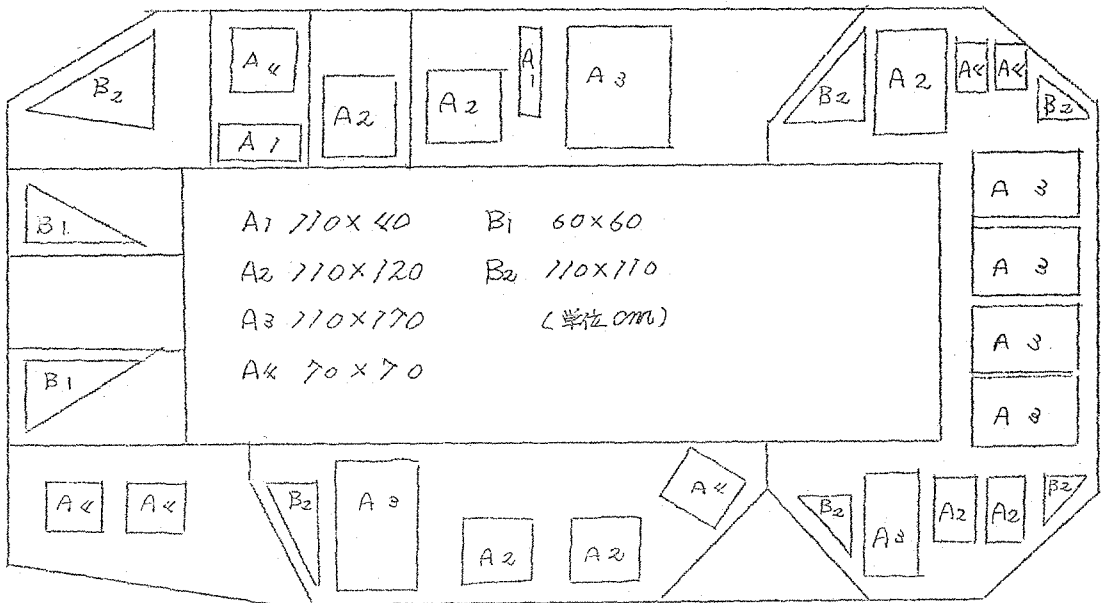 B2
A4
A1
A2
A2
A1
A3
B2
A2
A4
A4
B2
B1
A3
A3
A3
A3
B1
A1 110×40 B1 60×60
A2 110×120 B2 110×110
A3 110×170 (単位cm)
A4 70×70
A4
A4
B2
A3
A2
A2
A4
B2
A3
A2
A2
B2